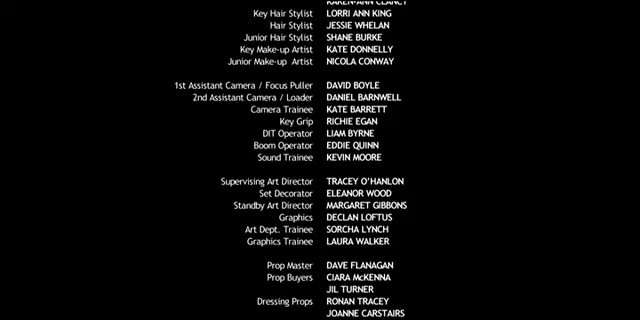 KAREN-ANN CLANCY
Key Hair Stylist LORRI ANN KING
Hair Stylist JESSIE WHELAN
Junior Hair Stylist SHANE BURKE
Key Make-up Artist KATE DONNELLY
Junior Make-up Artist NICOLA CONWAY
1st Assistant Camera / Focus Puller DAVID BOYLE
2nd Assistant Camera / Loader DANIEL BARNWELL
Camera Trainee KATE BARRETT
Key Grip RICHIE EGAN
DIT Operator LIAM BYRNE
Boom Operator EDDIE QUINN
Sound Trainee KEVIN MOORE
Supervising Art Director TRACEY O'HANLON
Set Decorator ELEANOR WOOD
Standby Art Director MARGARET GIBBONS
Graphics DECLAN LOFTUS
Art Dept. Trainee SORCHA LYNCH
Graphics Trainee LAURA WALKER
Prop Master DAVE FLANAGAN
Prop Buyers CIARA McKENNA
JIL TURNER
Dressing Props RONAN TRACEY
JOANNE CARSTAIRS